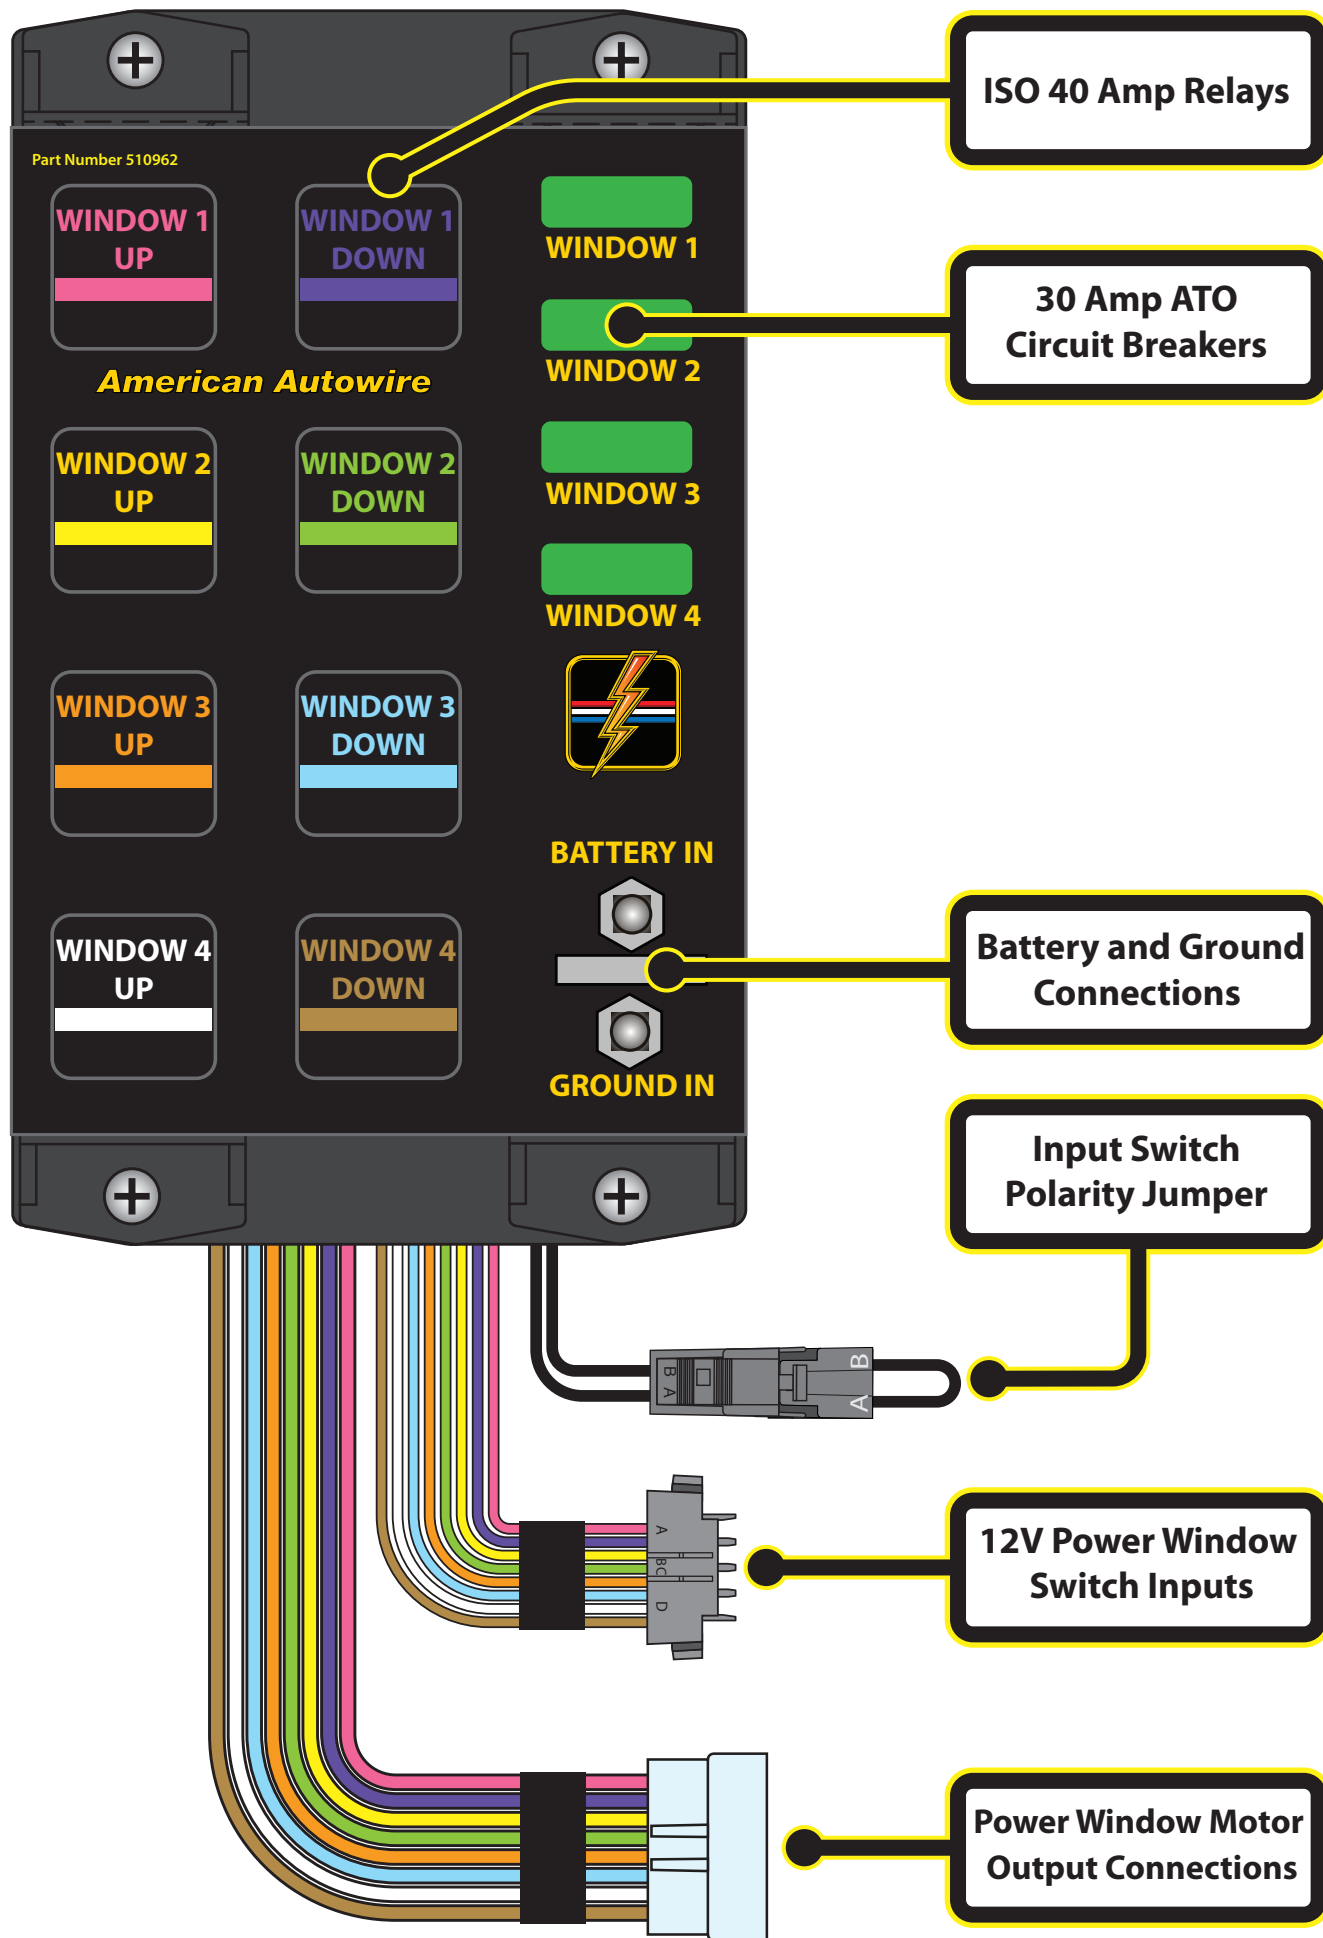 ISO 40 Amp Relays
Part Number 510962
WINDOW 1
UP
WINDOW 1
DOWN
WINDOW 1
30 Amp ATO
Circuit Breakers
WINDOW 2
American Autowire
WINDOW 2
UP
WINDOW 2
DOWN
WINDOW 3
WINDOW 4
WINDOW 3
UP
WINDOW 3
DOWN
BATTERY IN
WINDOW 4
UP
WINDOW 4
DOWN
Battery and Ground
Connections
GROUND IN
Input Switch
Polarity Jumper
B
A
B
A
12V Power Window
Switch Inputs
A
BC
D
Power Window Motor
Output Connections